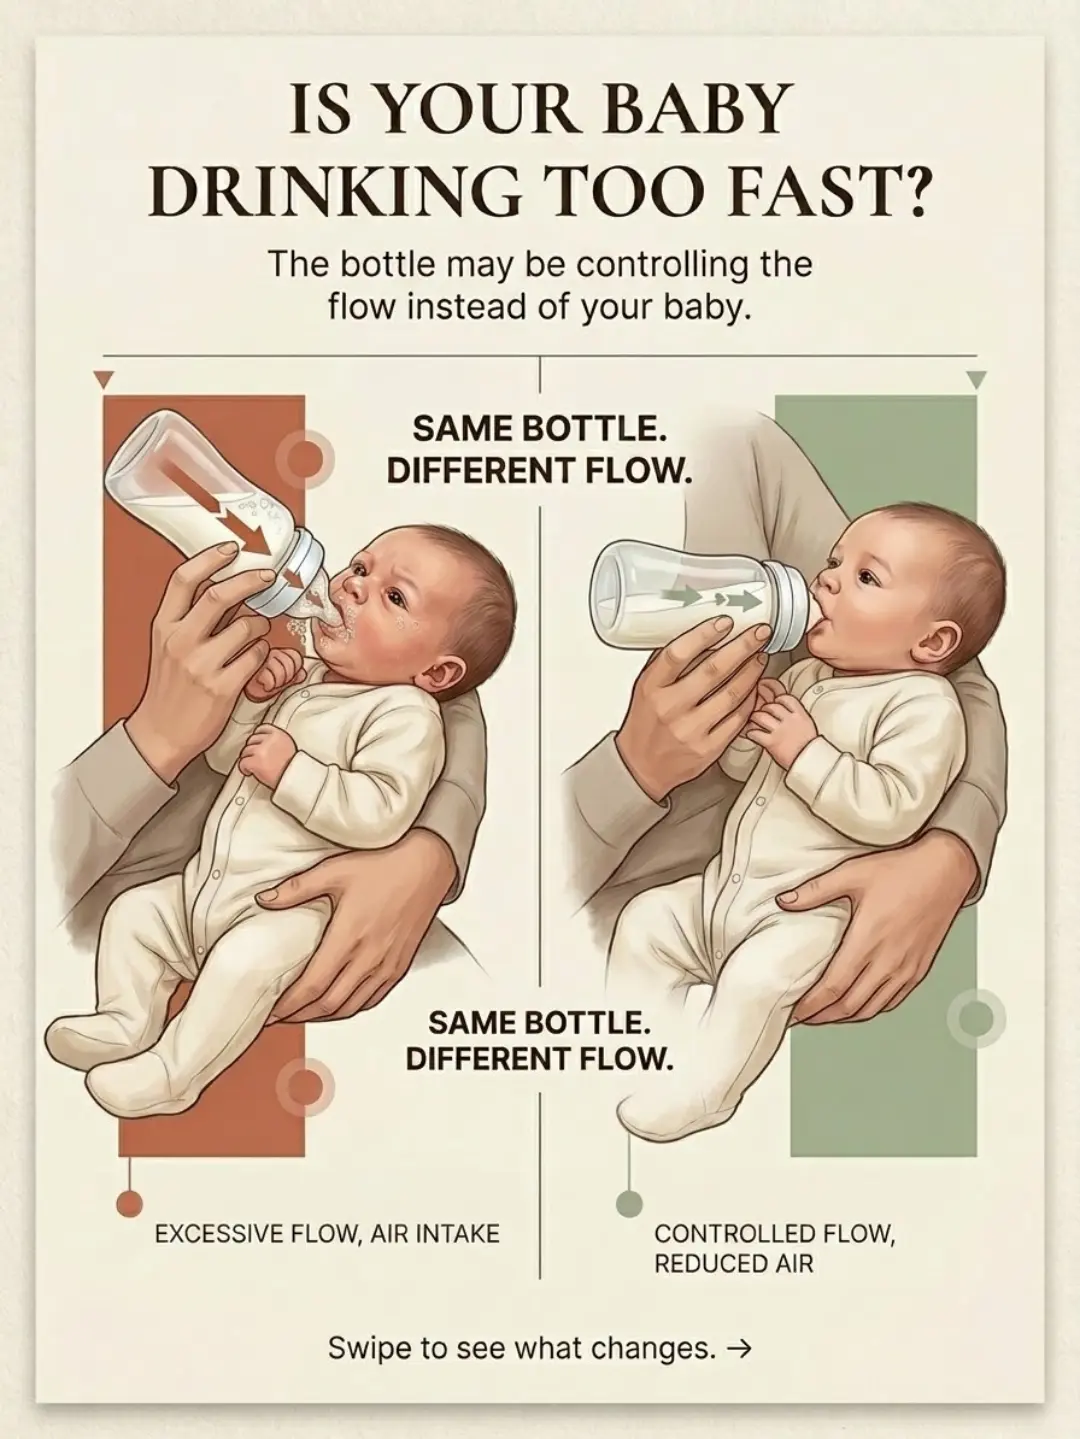 IS YOUR BABY
DRINKING TOO FAST?
The bottle may be controlling the
flow instead of your baby.
SAME BOTTLE.
DIFFERENT FLOW.
SAME BOTTLE.
DIFFERENT FLOW.
EXCESSIVE FLOW, AIR INTAKE
CONTROLLED FLOW,
REDUCED AIR
Swipe to see what changes. →